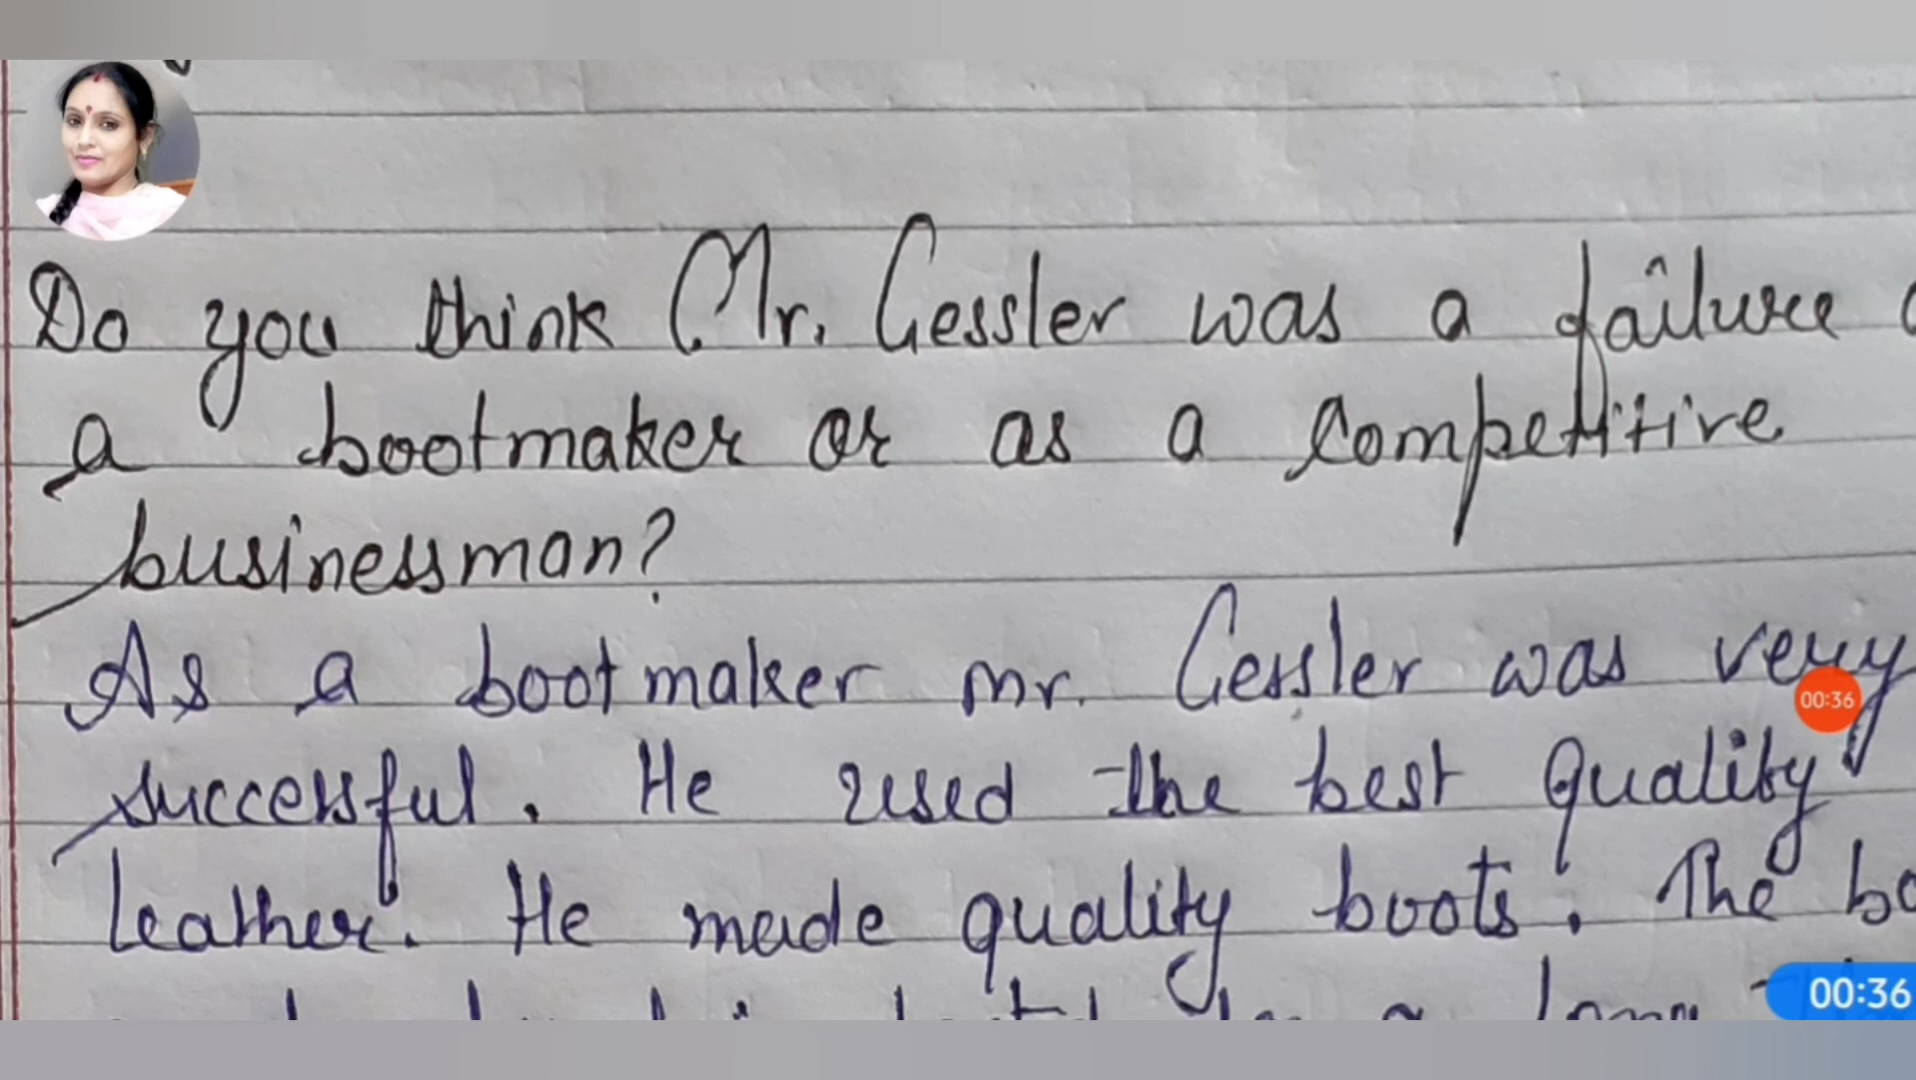 Do you think Mr. Gessler was a failure
a bootmaker or as a competitive
businessman?
As a bootmaker mr. Gessler was very
00:36
successful. He used the best quality
leather. He made quality boots. The
00:36